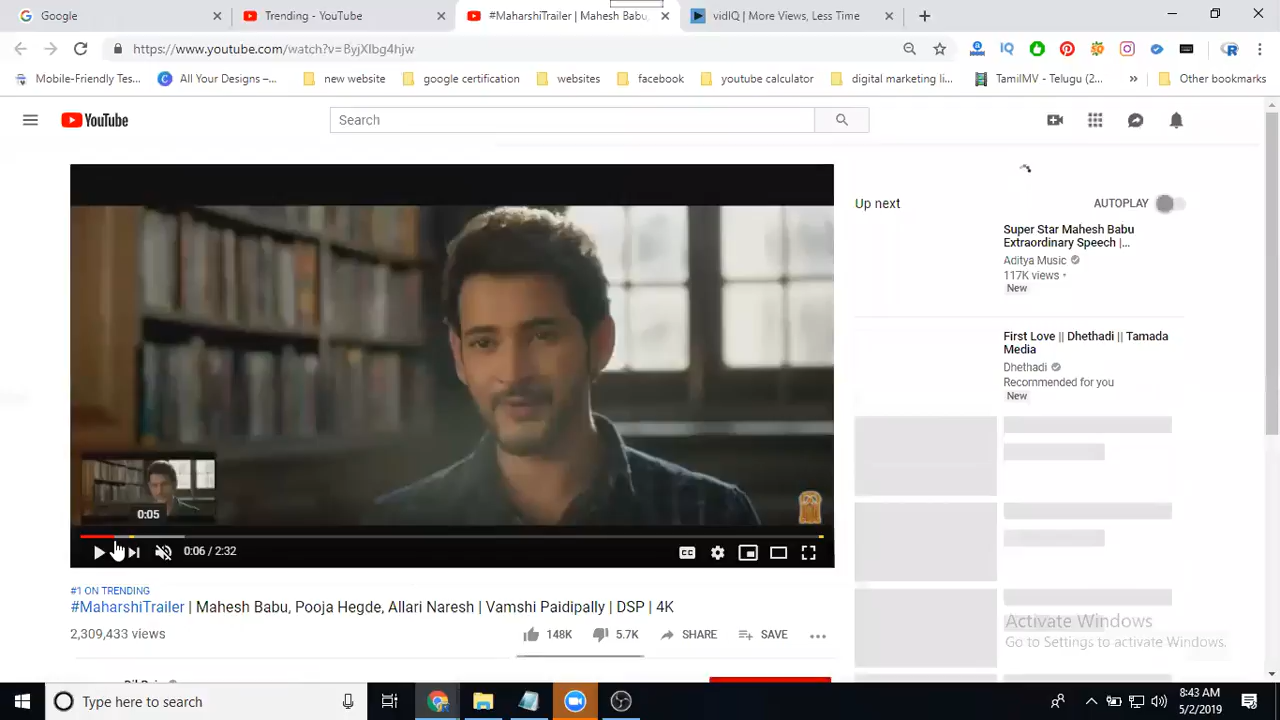 Google
Trending - YouTube
#MaharshiTrailer | Mahesh Babu,
vidIQ | More Views, Less Time
https://www.youtube.com/watch?v=ByjXIbg4hjw
Mobile-Friendly Tes...
All Your Designs –...
new website
google certification
websites
facebook
youtube calculator
digital marketing li...
TamilMV - Telugu (2...
»
Other bookmarks
YouTube
Search
Up next
AUTOPLAY
Super Star Mahesh Babu
Extraordinary Speech |...
Aditya Music
117K views •
New
First Love || Dhethadi || Tamada
Media
Dhethadi
Recommended for you
New
0:05
0:06 / 2:32
CC
#1 ON TRENDING
#MaharshiTrailer | Mahesh Babu, Pooja Hegde, Allari Naresh | Vamshi Paidipally | DSP | 4K
2,309,433 views
148K
5.7K
SHARE
SAVE
Activate Windows
Go to Settings to activate Windows.
Type here to search
8:43 AM
5/2/2019